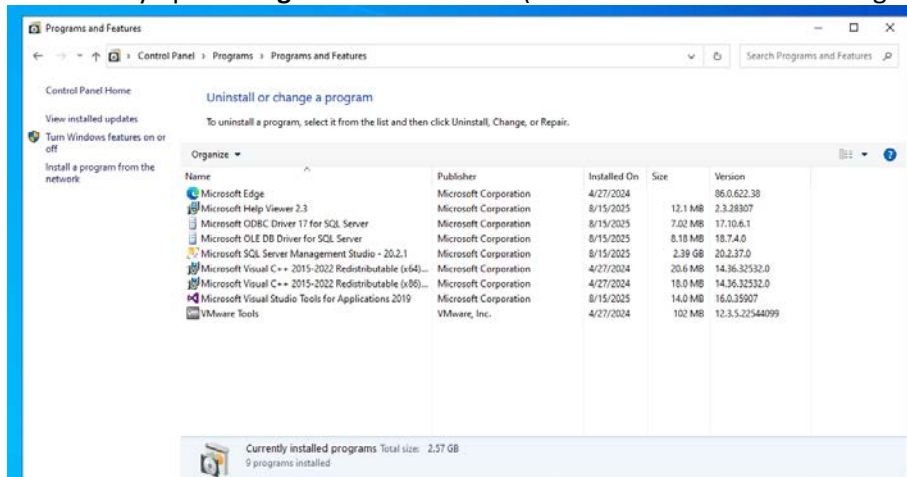 Programs and Features
Control Panel > Programs > Programs and Features
Search Programs and Features
Control Panel Home
View installed updates
Turn Windows features on or
off
Install a program from the
network
Uninstall or change a program
To uninstall a program, select it from the list and then click Uninstall, Change, or Repair.
Organize
Name Publisher Installed On Size Version
Microsoft Edge Microsoft Corporation 4/27/2024 86.0.622.38
Microsoft Help Viewer 2.3 Microsoft Corporation 8/15/2025 12.1 MB 2.3.28307
Microsoft ODBC Driver 17 for SQL Server Microsoft Corporation 8/15/2025 7.02 MB 17.10.6.1
Microsoft OLE DB Driver for SQL Server Microsoft Corporation 8/15/2025 8.18 MB 18.7.4.0
Microsoft SQL Server Management Studio - 20.2.1 Microsoft Corporation 8/15/2025 2.39 GB 20.2.37.0
Microsoft Visual C++ 2015-2022 Redistributable (x64)... Microsoft Corporation 4/27/2024 20.6 MB 14.36.32532.0
Microsoft Visual C++ 2015-2022 Redistributable (x86)... Microsoft Corporation 4/27/2024 18.0 MB 14.36.32532.0
Microsoft Visual Studio Tools for Applications 2019 Microsoft Corporation 8/15/2025 14.0 MB 16.0.35907
VMware Tools VMware, Inc. 4/27/2024 102 MB 12.3.5.22544099
Currently installed programs Total size: 2.57 GB
9 programs installed